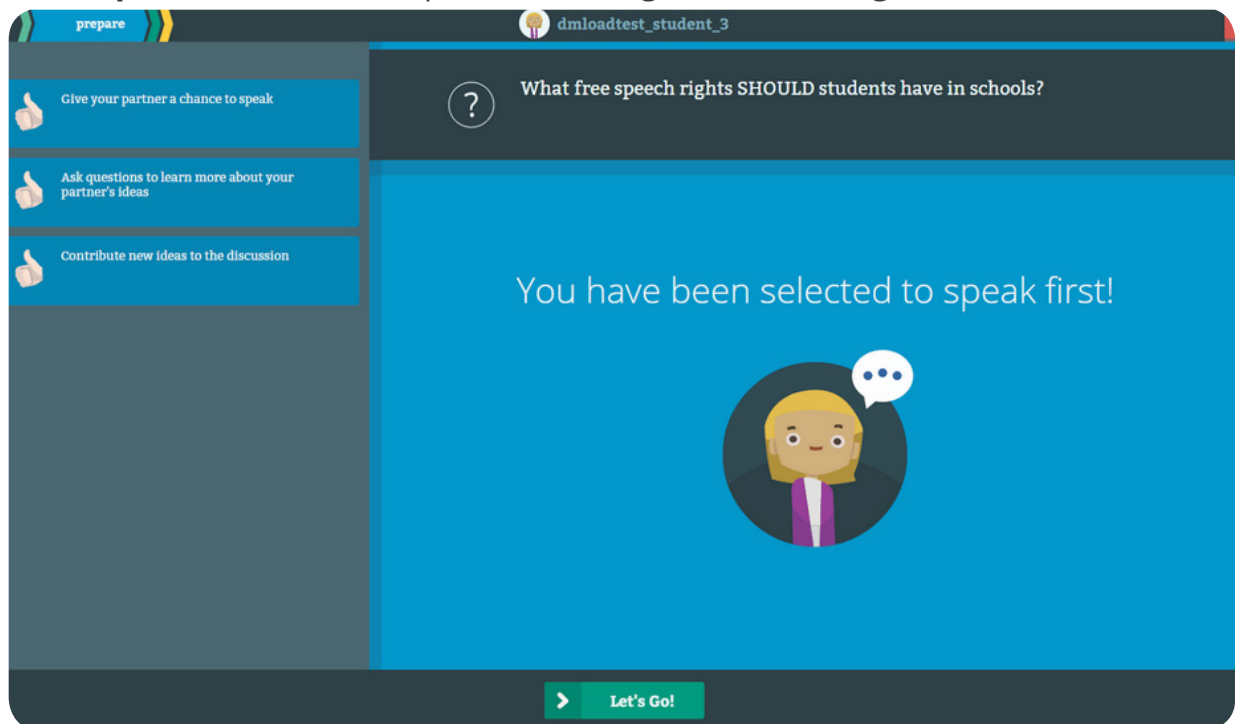 prepare
dmloadtest_student_3
Give your partner a chance to speak
Ask questions to learn more about your
partner's ideas
Contribute new ideas to the discussion
What free speech rights SHOULD students have in schools?
You have been selected to speak first!
Let's Go!